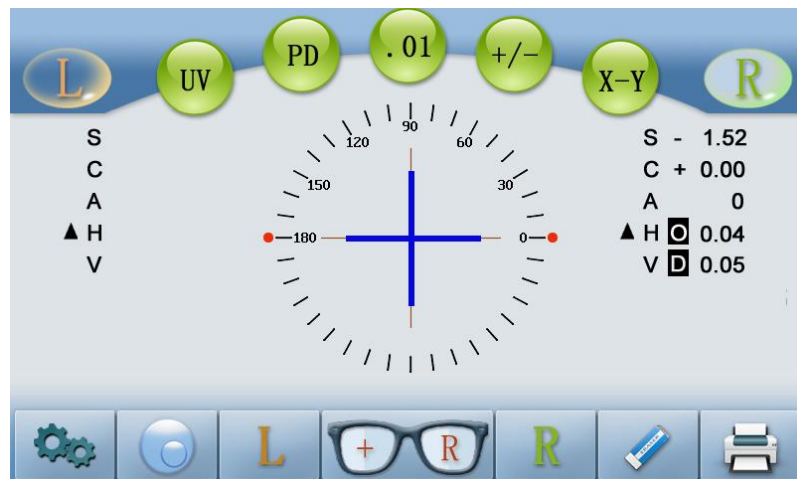 L UV PD .01 +/- X-Y R
S
C
A
▲ H
V
90
120 60
150 30
180 0
S - 1.52
C + 0.00
A 0
▲ H O 0.04
V D 0.05
L + R R